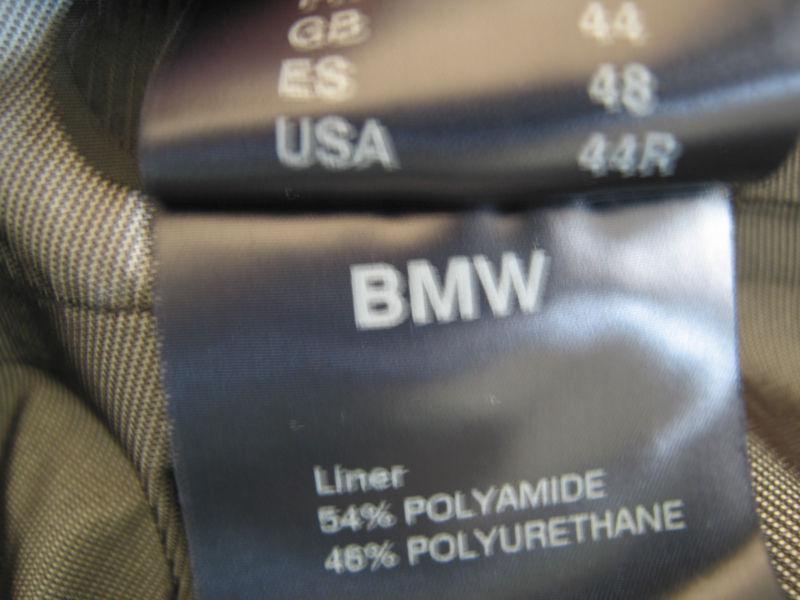 GB 44
ES 48
USA 44R
BMW
Liner
54% POLYAMIDE
46% POLYURETHANE